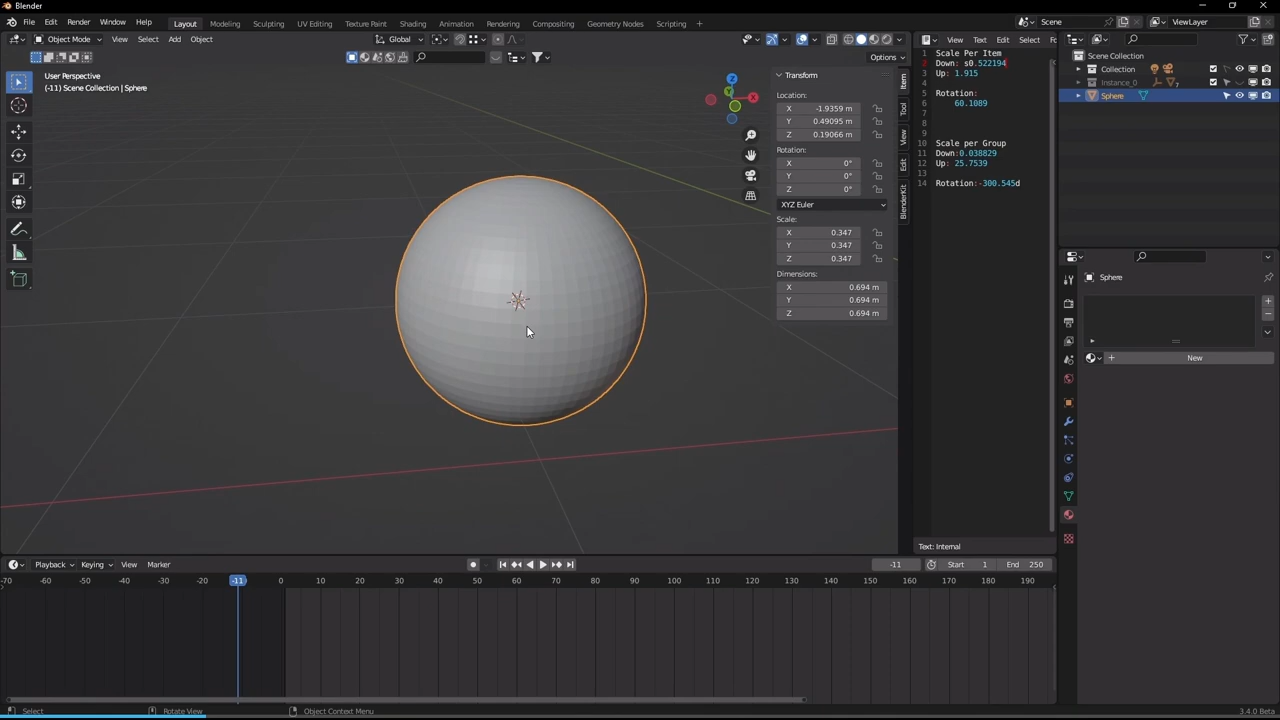 Blender
File Edit Render Window Help Layout Modeling Sculpting UV Editing Texture Paint Shading Animation Rendering Compositing Geometry Nodes Scripting + Scene ViewLayer
Object Mode View Select Add Object Global View Text Edit Select
Options
User Perspective
(-11) Scene Collection | Sphere
Transform
Location:
X -1.9359 m
Y 0.49095 m
Z 0.19066 m
Rotation:
X 0°
Y 0°
Z 0°
XYZ Euler
Scale:
X 0.347
Y 0.347
Z 0.347
Dimensions:
X 0.694 m
Y 0.694 m
Z 0.694 m
Item
Tool
View
Edit
BlenderKit
1 Scale Per Item
2 Down: s0.522194
3 Up: 1.915
4
5 Rotation:
6 60.1089
7
8
9
10 Scale per Group
11 Down:0.038829
12 Up: 25.7539
13
14 Rotation:-300.545d
Text: Internal
Scene Collection
Collection
Instance_0
Sphere
Sphere
New
Playback Keying View Marker -11 Start 1 End 250
-70 -60 -50 -40 -30 -20 -11 0 10 20 30 40 50 60 70 80 90 100 110 120 130 140 150 160 170 180 190
Select Rotate View Object Context Menu 3.4.0 Beta